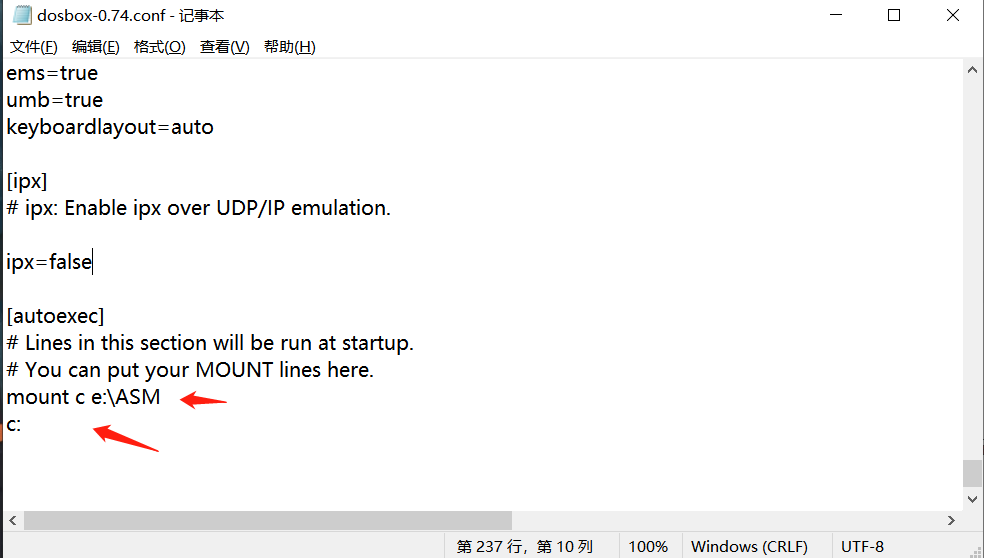 dosbox-0.74.conf - 记事本
文件(F) 编辑(E) 格式(O) 查看(V) 帮助(H)
ems=true
umb=true
keyboardlayout=auto
[ipx]
# ipx: Enable ipx over UDP/IP emulation.
ipx=false
[autoexec]
# Lines in this section will be run at startup.
# You can put your MOUNT lines here.
mount c e:\ASM
c:
第 237 行，第 10 列 100% Windows (CRLF) UTF-8